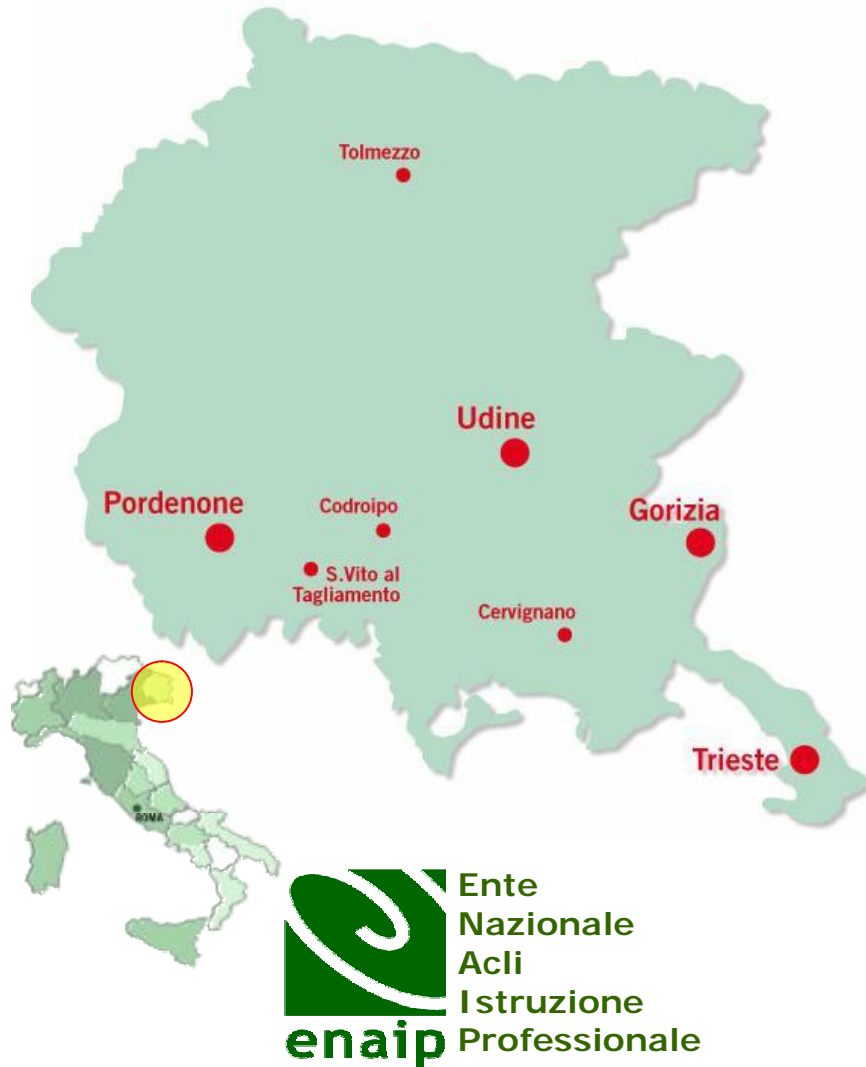 Tolmezzo
Udine
Pordenone
Codroipo
Gorizia
S.Vito al
Tagliamento
Cervignano
Trieste
ROMA
Ente
Nazionale
Acli
Istruzione
enaip Professionale